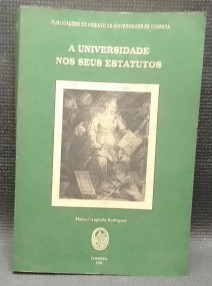 PUBLICAÇÕES DO ARQUIVO DA UNIVERSIDADE DE COIMBRA
A UNIVERSIDADE
NOS SEUS ESTATUTOS
Manuel Augusto Rodrigues
COIMBRA